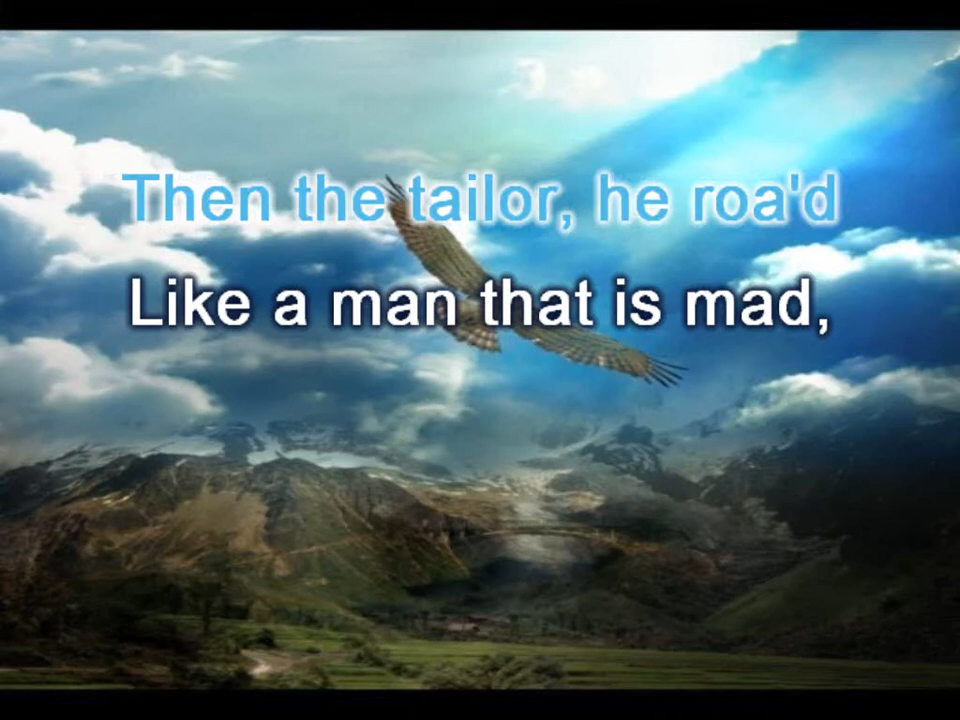 Then the tailor, he roa'd
Like a man that is mad,